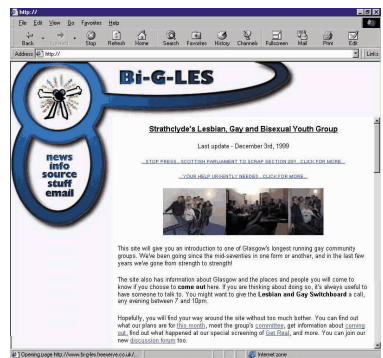 http://
File Edit View Go Favorites Help
Back Forward Stop Refresh Home Search Favorites History Channels Fullscreen Mail Print Edit
Address http:// Links
Bi-G-LES
news
info
source
stuff
email
Strathclyde's Lesbian, Gay and Bisexual Youth Group
Last update - December 3rd, 1999
...STOP PRESS...SCOTTISH PARLIAMENT TO SCRAP SECTION 28!...CLICK FOR MORE...
...YOUR HELP URGENTLY NEEDED...CLICK FOR MORE...
This site will give you an introduction to one of Glasgow's longest running gay community
groups. We've been going since the mid-seventies in one form or another, and in the last few
years we've gone from strength to strength!
The site also has information about Glasgow and the places and people you will come to
know if you choose to come out here. If you are thinking about doing so, it's always useful to
have someone to talk to. You might want to give the Lesbian and Gay Switchboard a call,
any evening between 7 and 10pm.
Hopefully, you will find your way around this site without too much bother. You can find out
what our plans are for this month, meet the group's committee, get information about coming
out, find out what happened at our special screening of Get Real, and more. You can join our
new discussion forum too.
Opening page http://www.bi-g-les.freeserve.co.uk/... Internet zone